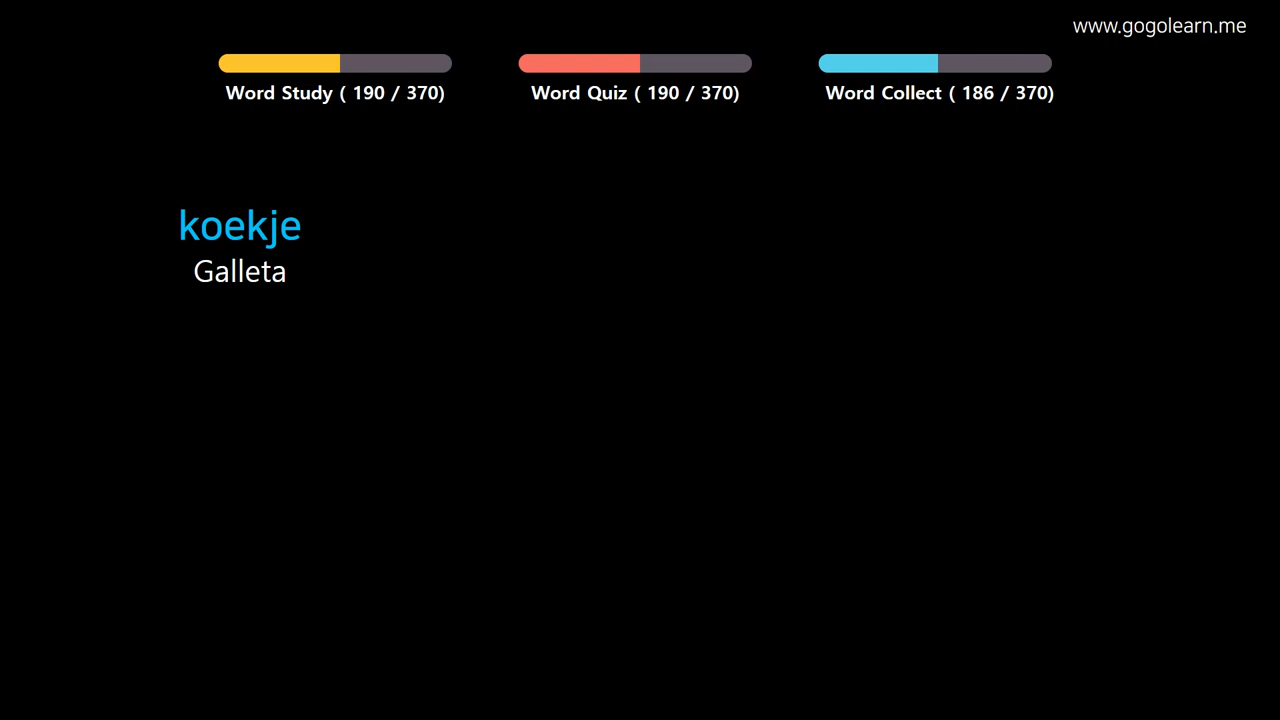 www.gogolearn.me
Word Study ( 190 / 370)
Word Quiz ( 190 / 370)
Word Collect ( 186 / 370)
koekje
Galleta